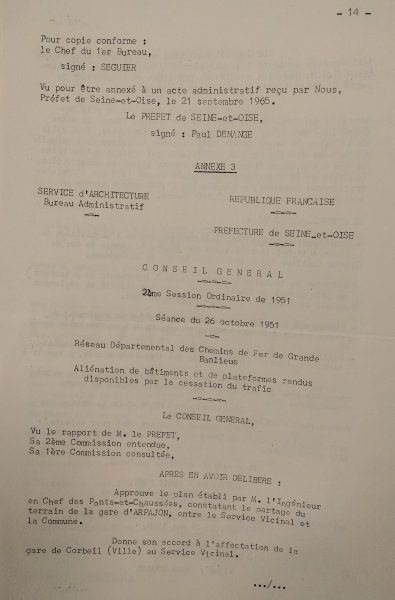 - 14 -
Pour copie conforme :
le Chef du 1er Bureau,
signé : SEGUIER
Vu pour être annexé à un acte administratif reçu par Nous,
Préfet de Seine-et-Oise, le 21 septembre 1965.
Le PREFET de SEINE-et-OISE,
signé : Paul DEMANGE
ANNEXE 3
SERVICE d'ARCHITECTURE
Bureau Administratif
REPUBLIQUE FRANCAISE
PREFECTURE de SEINE-et-OISE
CONSEIL GENERAL
2ème Session Ordinaire de 1951
Séance du 26 octobre 1951
Réseau Départemental des Chemins de Fer de Grande
Banlieue
Aliénation de bâtiments et de plateformes rendus
disponibles par la cessation du trafic
Le CONSEIL GENERAL,
Vu le rapport de M. le PREFET,
Sa 2ème Commission entendue,
Sa 1ère Commission consultée,
APRES EN AVOIR DELIBERE :
Approuve le plan établi par M. l'Ingénieur
en Chef des Ponts-et-Chaussées, constatant le partage du
terrain de la gare d'ARPAJON, entre le Service Vicinal et
la Commune.
Donne son accord à l'affectation de la
gare de Corbeil (Ville) au Service Vicinal.
.../...